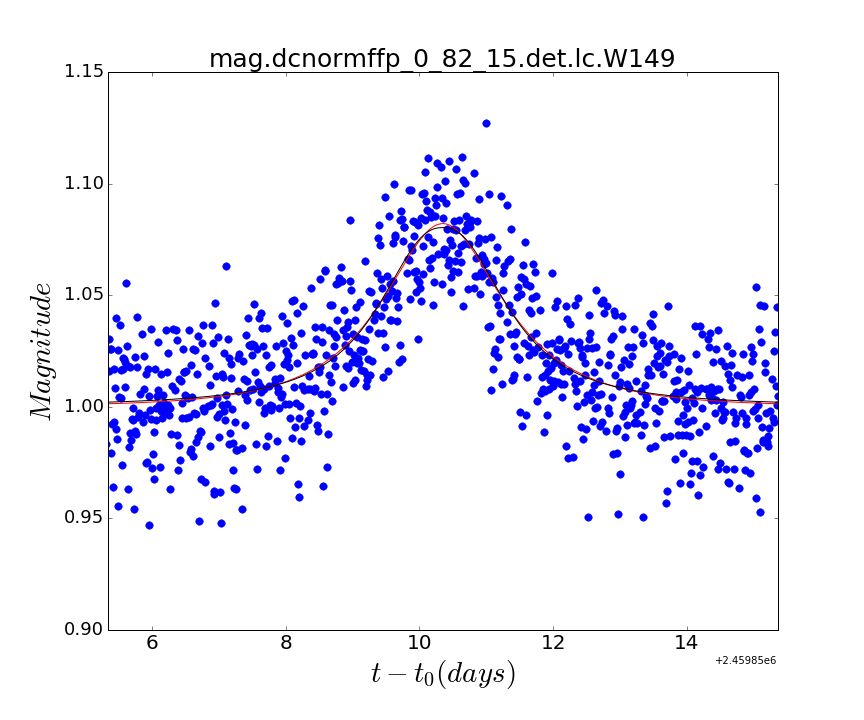 mag.dcnormffp_0_82_15.det.lc.W149
1.15
1.10
1.05
1.00
0.95
0.90
Magnitude
6 8 10 12 14
+2.45985e6
t − t₀(days)